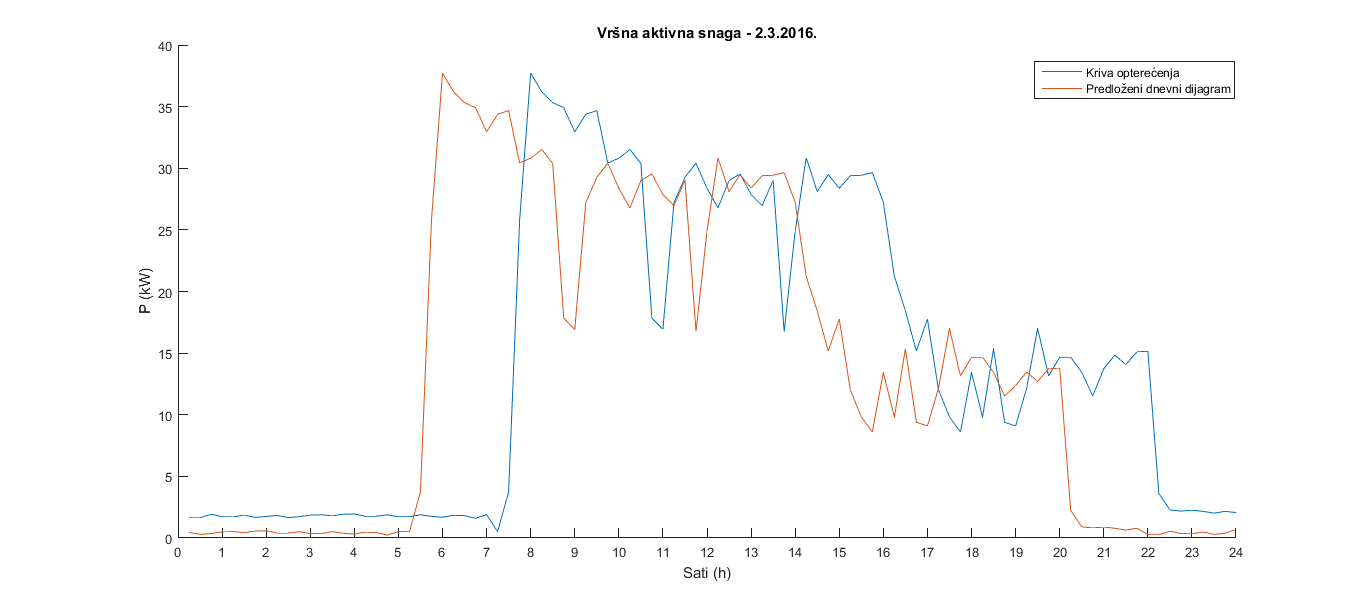 Vršna aktivna snaga - 2.3.2016.
Kriva opterećenja
Predloženi dnevni dijagram
P (kW)
40
35
30
25
20
15
10
5
0
0 1 2 3 4 5 6 7 8 9 10 11 12 13 14 15 16 17 18 19 20 21 22 23 24
Sati (h)